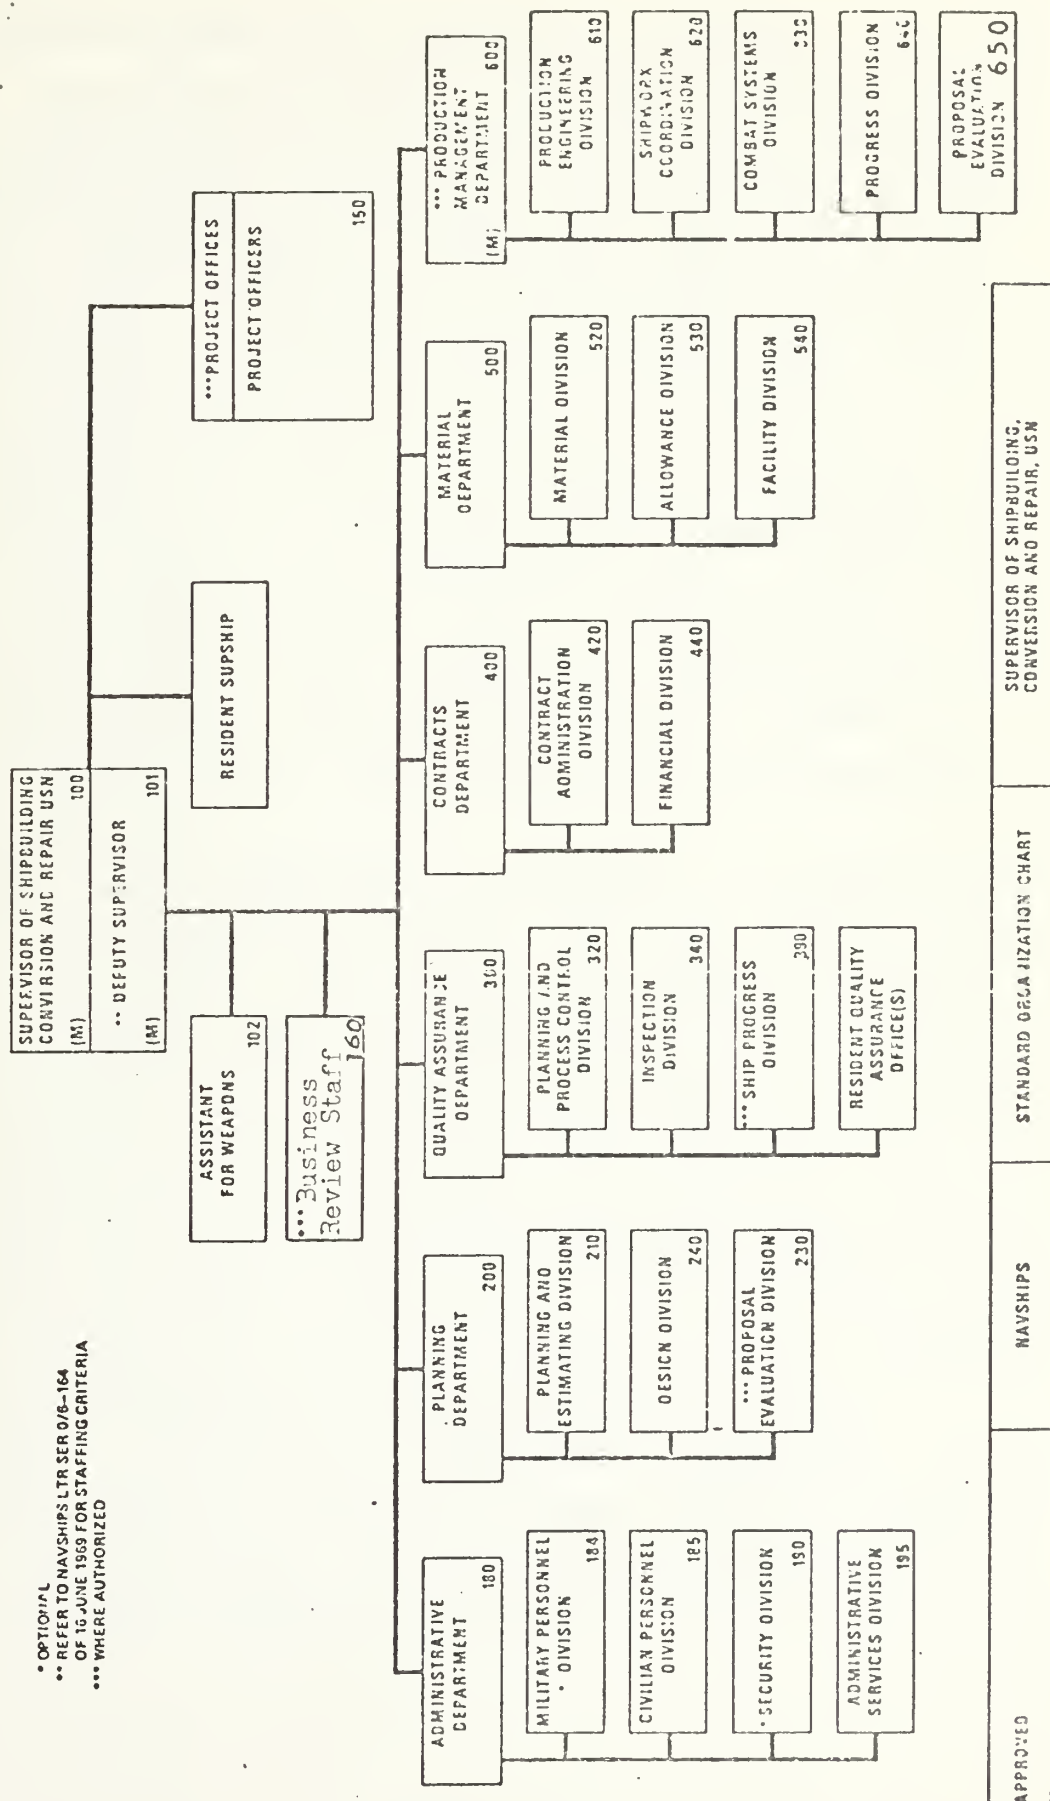 * OPTIONAL
** REFER TO NAVSHIPS LTR SER 0/6-164
OF 16 JUNE 1969 FOR STAFFING CRITERIA
*** WHERE AUTHORIZED
SUPERVISOR OF SHIPBUILDING
CONVERSION AND REPAIR USN
(M) 100
** DEPUTY SUPERVISOR
(M) 101
ASSISTANT
FOR WEAPONS
102
***Business
Review Staff
160
RESIDENT SUPSHIP
***PROJECT OFFICES
PROJECT OFFICERS
150
ADMINISTRATIVE
DEPARTMENT
180
MILITARY PERSONNEL
* DIVISION
184
CIVILIAN PERSONNEL
DIVISION
185
*SECURITY DIVISION
190
ADMINISTRATIVE
SERVICES DIVISION
195
PLANNING
DEPARTMENT
200
PLANNING AND
ESTIMATING DIVISION
210
DESIGN DIVISION
240
*** PROPOSAL
EVALUATION DIVISION
230
QUALITY ASSURANCE
DEPARTMENT
300
PLANNING AND
PROCESS CONTROL
DIVISION 320
INSPECTION
DIVISION
340
*** SHIP PROGRESS
DIVISION
390
RESIDENT QUALITY
ASSURANCE
OFFICE(S)
CONTRACTS
DEPARTMENT
400
CONTRACT
ADMINISTRATION
DIVISION 420
FINANCIAL DIVISION
440
MATERIAL
DEPARTMENT
500
MATERIAL DIVISION
520
ALLOWANCE DIVISION
530
FACILITY DIVISION
540
*** PRODUCTION
MANAGEMENT
DEPARTMENT
(M) 600
PRODUCTION
ENGINEERING
DIVISION 610
SHIPWORK
COORDINATION
DIVISION 620
COMBAT SYSTEMS
DIVISION
630
PROGRESS DIVISION
640
PROPOSAL
EVALUATION
DIVISION 650
APPROVED
NAVSHIPS
STANDARD ORGANIZATION CHART
SUPERVISOR OF SHIPBUILDING,
CONVERSION AND REPAIR, USN